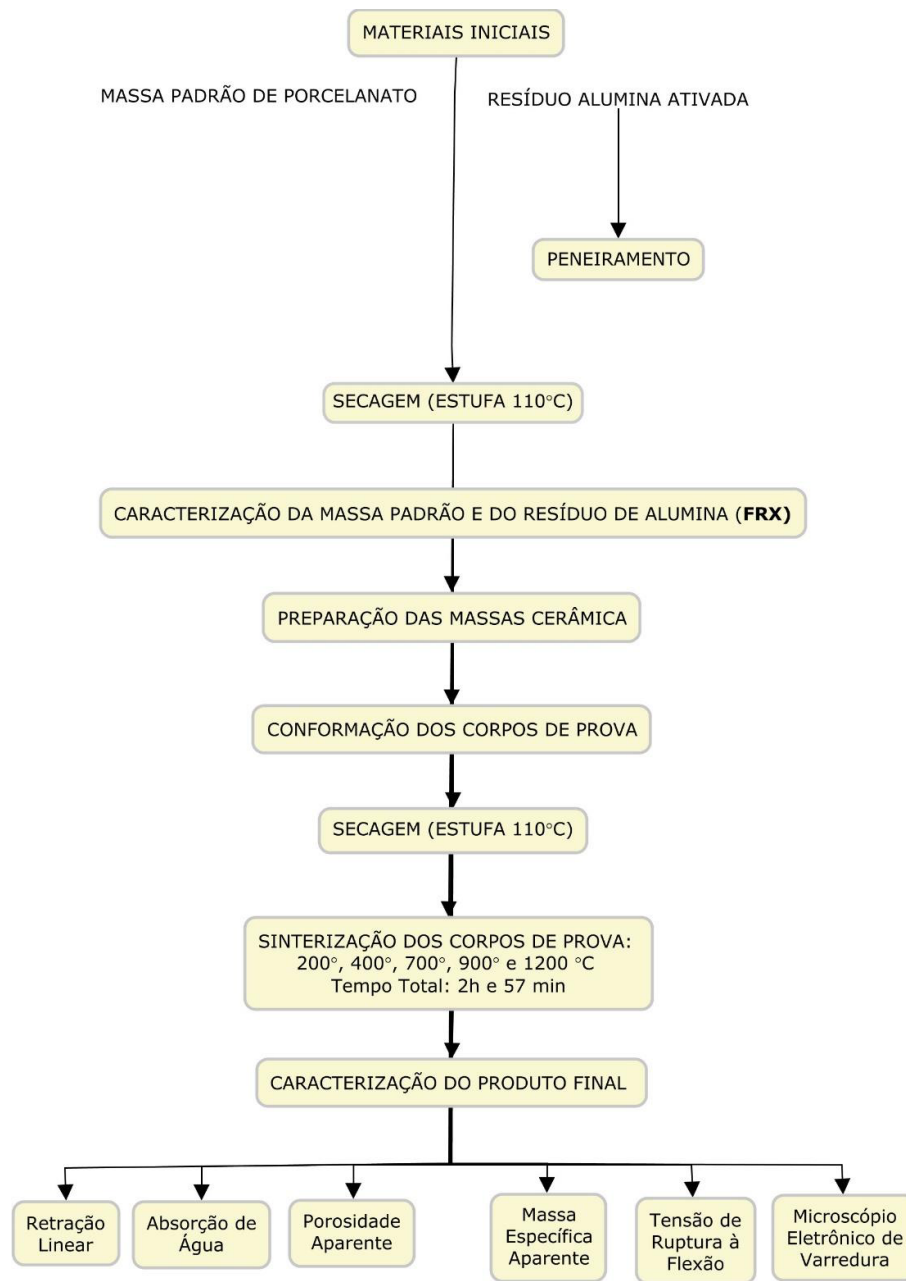 MATERIAIS INICIAIS
MASSA PADRÃO DE PORCELANATO
RESÍDUO ALUMINA ATIVADA
PENEIRAMENTO
SECAGEM (ESTUFA 110°C)
CARACTERIZAÇÃO DA MASSA PADRÃO E DO RESÍDUO DE ALUMINA (FRX)
PREPARAÇÃO DAS MASSAS CERÂMICA
CONFORMAÇÃO DOS CORPOS DE PROVA
SECAGEM (ESTUFA 110°C)
SINTERIZAÇÃO DOS CORPOS DE PROVA:
200°, 400°, 700°, 900° e 1200 °C
Tempo Total: 2h e 57 min
CARACTERIZAÇÃO DO PRODUTO FINAL
Retração
Linear
Absorção de
Água
Porosidade
Aparente
Massa
Específica
Aparente
Tensão de
Ruptura à
Flexão
Microscópio
Eletrônico de
Varredura